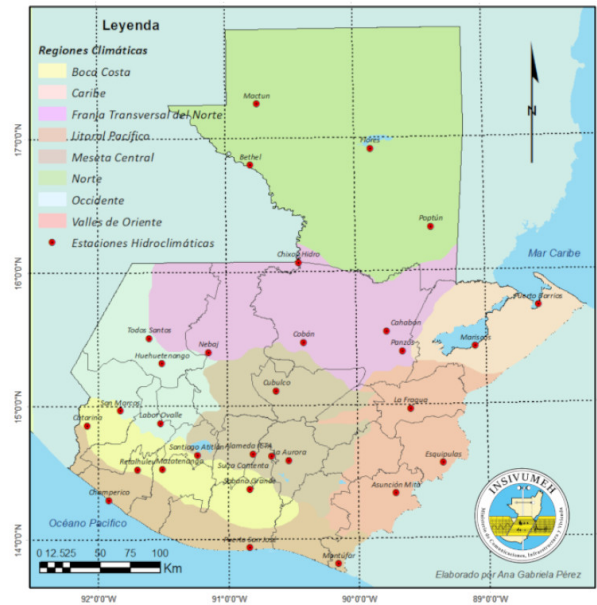 Leyenda
Regiones Climáticas
Boca Costa
Caribe
Franja Transversal del Norte
Litoral Pacífico
Meseta Central
Norte
Occidente
Valles de Oriente
Estaciones Hidroclimáticas
N
Mactun
Flores
Bethel
Poptún
Chixoy Hidro
Mar Caribe
Puerto Barrios
Todos Santos
Cahabón
Cobán
Mariscos
Nebaj
Panzós
Huehuetenango
Cubulco
La Fragua
San Marcos
Catarina
Labor Ovalle
Santiago Atitlán
Alameda ICTA
La Aurora
Esquipulas
Retalhuleu
Mazatenango
Suiza Contenta
Sabana Grande
Asunción Mita
Champerico
Océano Pacífico
Puerto San José
Montúfar
INSIVUMEH
Ministerio de Comunicaciones, Infraestructura y Vivienda
0 12.525 50 75 100
Km
Elaborado por Ana Gabriela Pérez
17°0'0"N
16°0'0"N
15°0'0"N
14°0'0"N
92°0'0"W
91°0'0"W
90°0'0"W
89°0'0"W